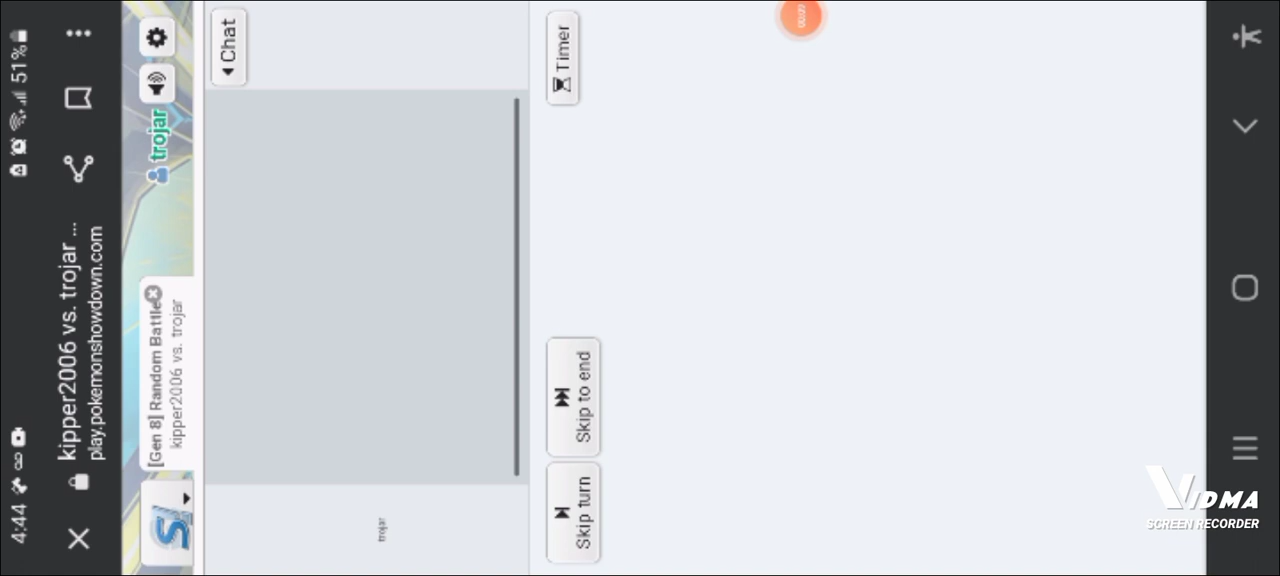 4:44
51%
kipper2006 vs. trojar ...
play.pokemonshowdown.com
[Gen 8] Random Battle
kipper2006 vs. trojar
trojar
Chat
trojar
Timer
Skip turn
Skip to end
VIDMA
SCREEN RECORDER